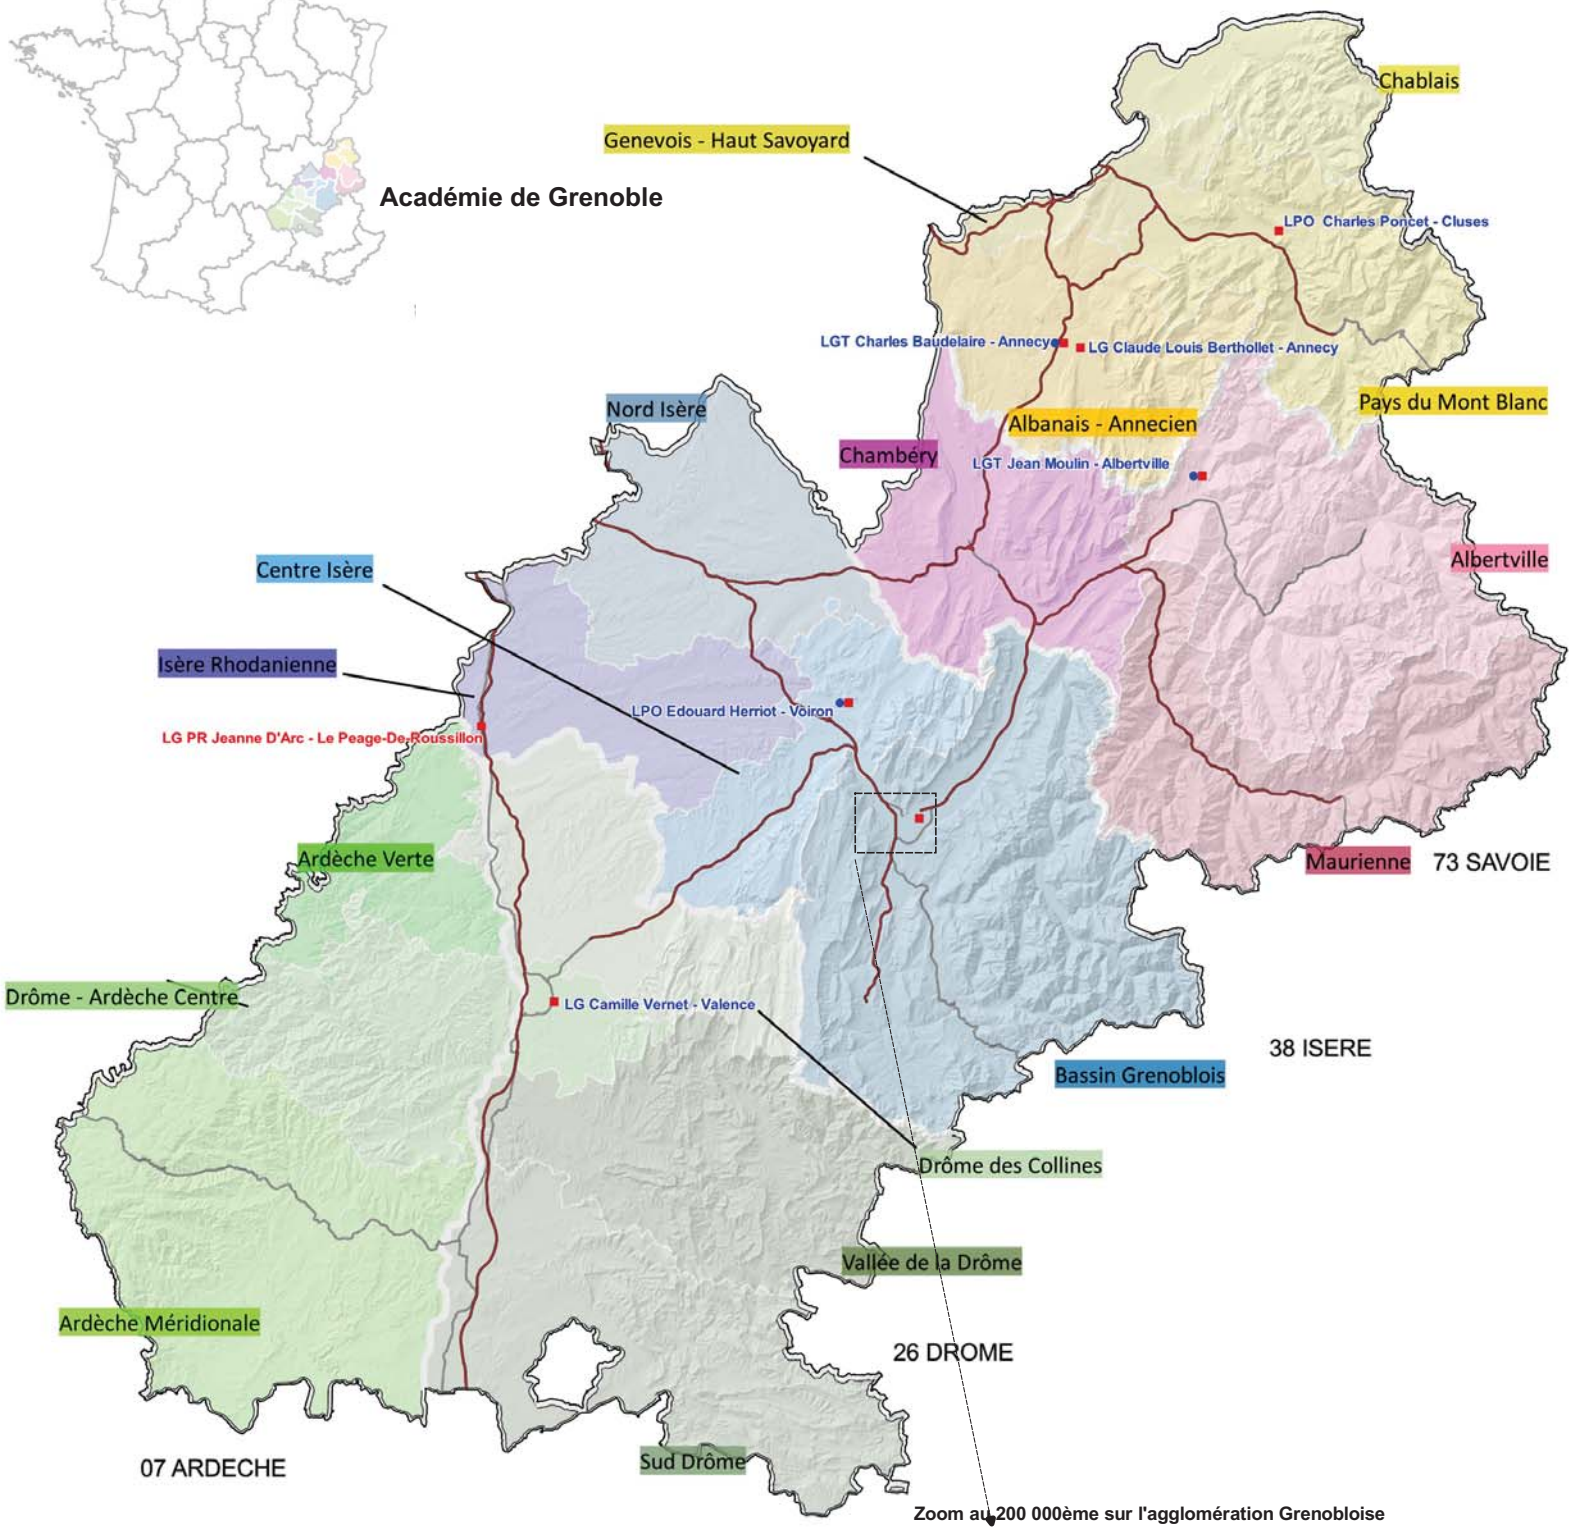 Chablais
Genevois - Haut Savoyard
Académie de Grenoble
LPO Charles Poncet - Cluses
LGT Charles Baudelaire - Annecy
LG Claude Louis Berthollet - Annecy
Pays du Mont Blanc
Nord Isère
Albanais - Annecien
Chambéry
LGT Jean Moulin - Albertville
Albertville
Centre Isère
Isère Rhodanienne
LPO Edouard Herriot - Voiron
LG PR Jeanne D'Arc - Le Peage-De-Roussillon
Ardèche Verte
Maurienne
73 SAVOIE
Drôme - Ardèche Centre
LG Camille Vernet - Valence
38 ISERE
Bassin Grenoblois
Drôme des Collines
Vallée de la Drôme
Ardèche Méridionale
26 DROME
Sud Drôme
07 ARDECHE
Zoom au 200 000ème sur l'agglomération Grenobloise